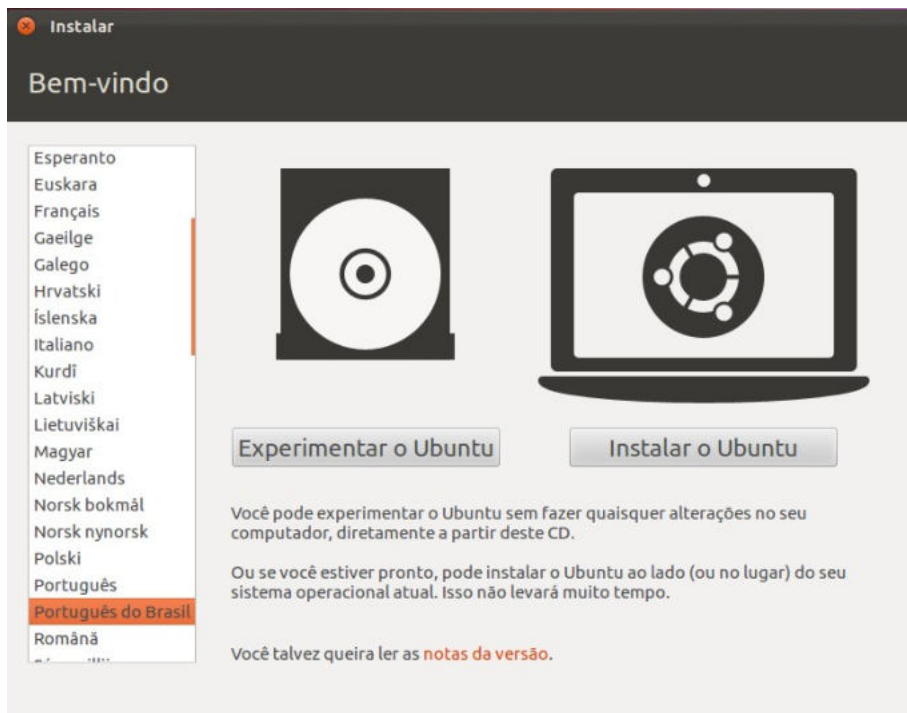 Instalar
Bem-vindo
Esperanto
Euskara
Français
Gaeilge
Galego
Hrvatski
Íslenska
Italiano
Kurdî
Latviski
Lietuviškai
Magyar
Nederlands
Norsk bokmål
Norsk nynorsk
Polski
Português
Português do Brasil
Română
Experimentar o Ubuntu
Instalar o Ubuntu
Você pode experimentar o Ubuntu sem fazer quaisquer alterações no seu
computador, diretamente a partir deste CD.
Ou se você estiver pronto, pode instalar o Ubuntu ao lado (ou no lugar) do seu
sistema operacional atual. Isso não levará muito tempo.
Você talvez queira ler as notas da versão.